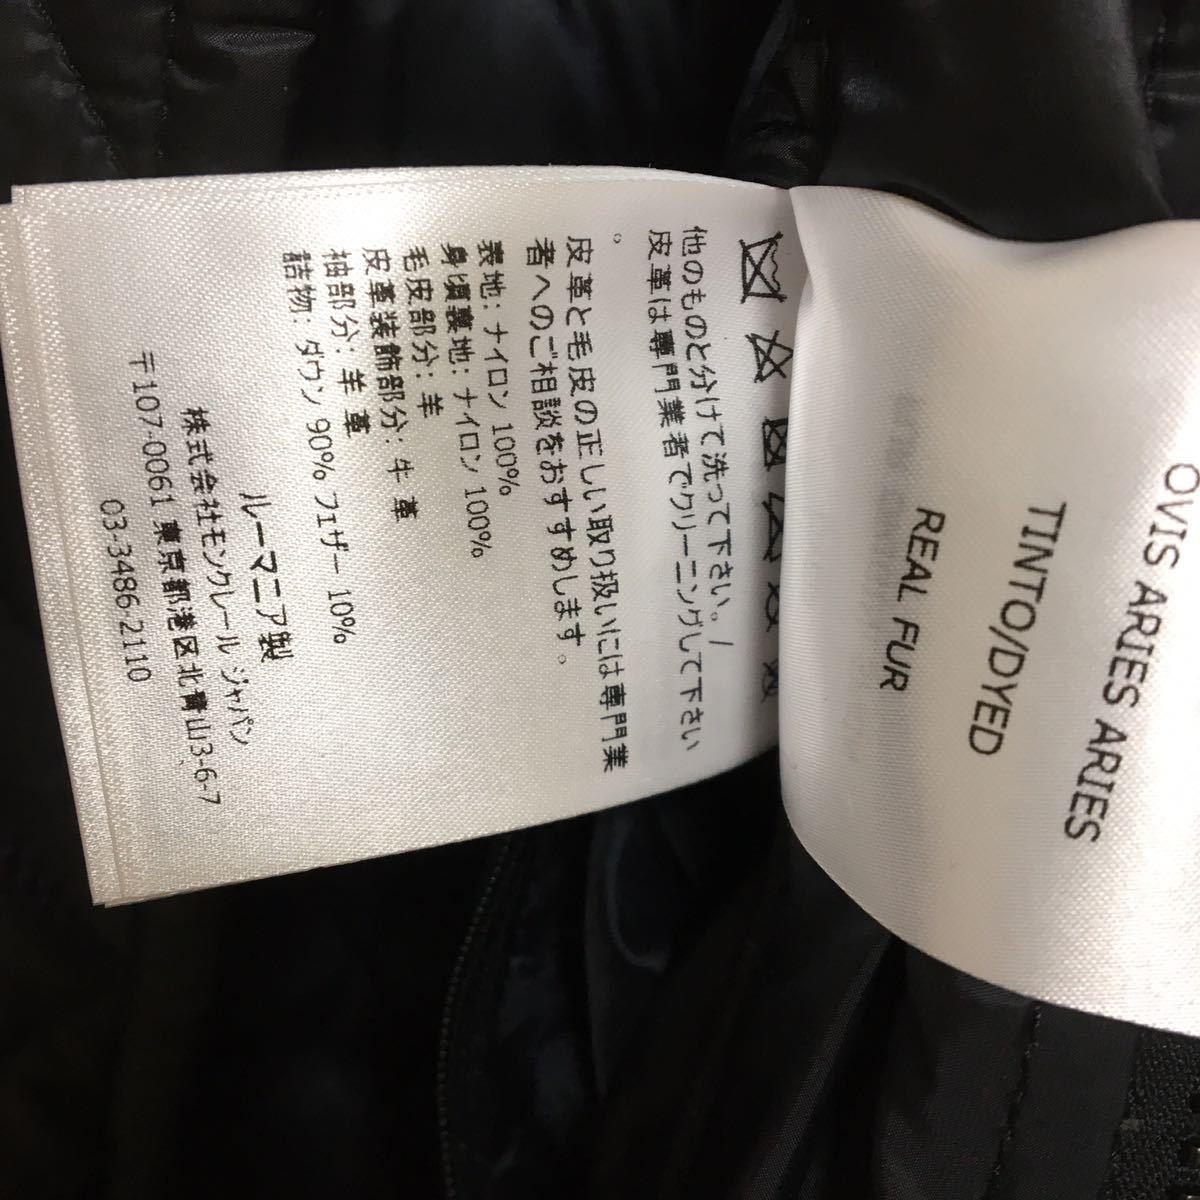 OVIS ARIES ARIES
TINTO/DYED
REAL FUR
他のものと分けて洗って下さい。/
皮革は専門業者でクリーニングして下さい
。
皮革と毛皮の正しい取り扱いには専門業
者へのご相談をおすすめします。
表地: ナイロン 100%
身頃裏地: ナイロン 100%
毛皮部分: 羊
皮革装飾部分: 牛 革
袖部分: 羊 革
詰物: ダウン 90% フェザー 10%
ルーマニア製
株式会社モンクレール ジャパン
〒107-0061 東京都港区北青山3-6-7
03-3486-2110